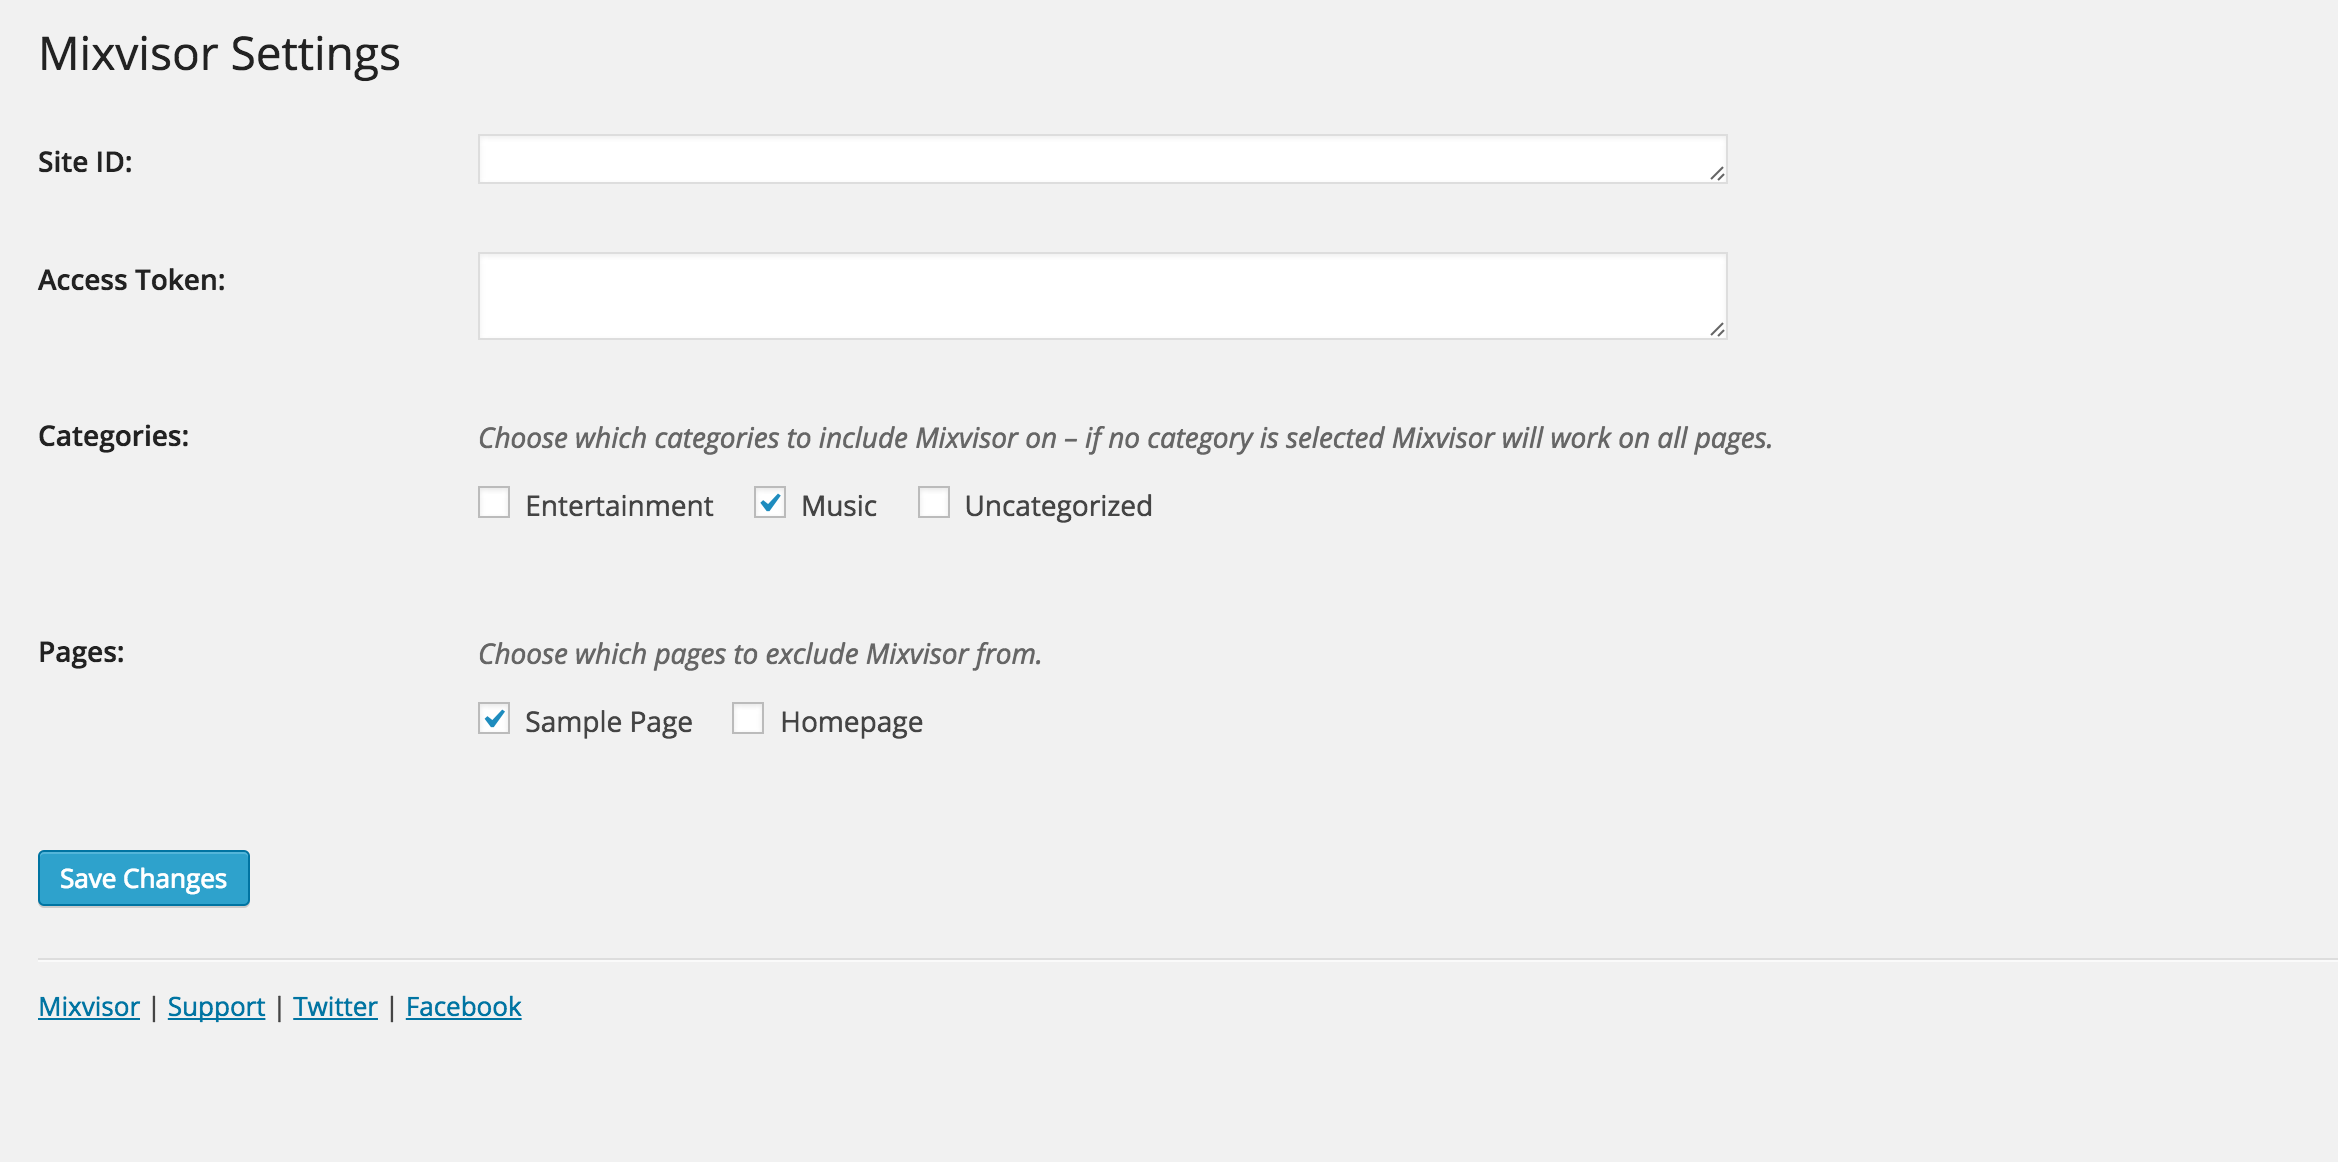 Mixvisor Settings
Site ID:
Access Token:
Categories:
Choose which categories to include Mixvisor on – if no category is selected Mixvisor will work on all pages.
Entertainment Music Uncategorized
Pages:
Choose which pages to exclude Mixvisor from.
Sample Page Homepage
Save Changes
Mixvisor | Support | Twitter | Facebook